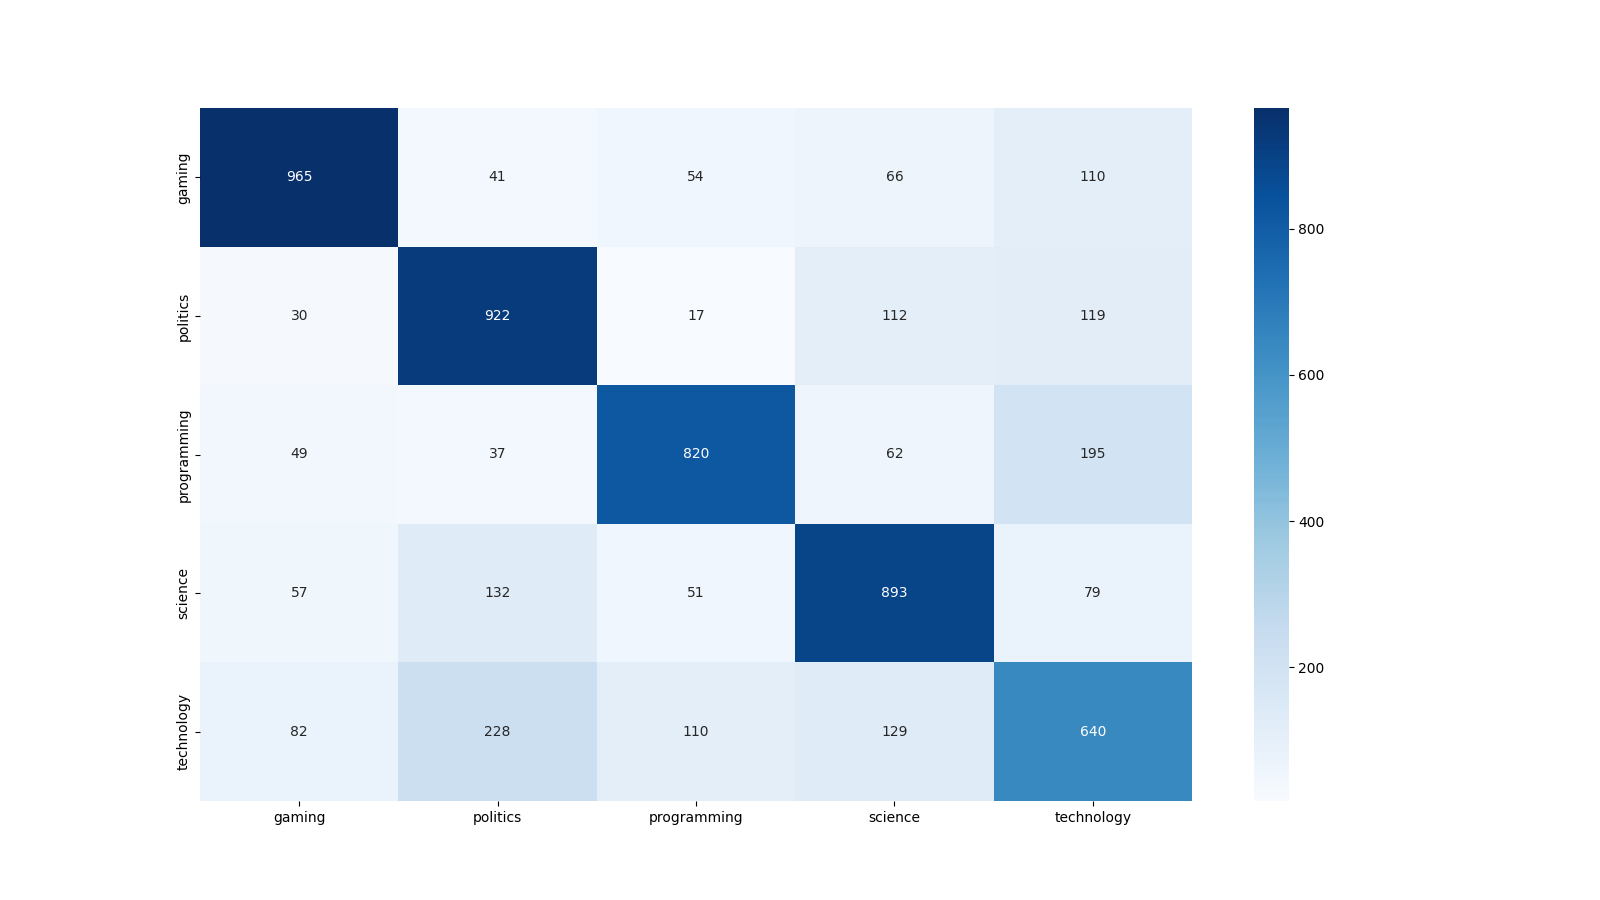 gaming 965 41 54 66 110
800
politics 30 922 17 112 119
600
programming 49 37 820 62 195
400
science 57 132 51 893 79
200
technology 82 228 110 129 640
gaming politics programming science technology